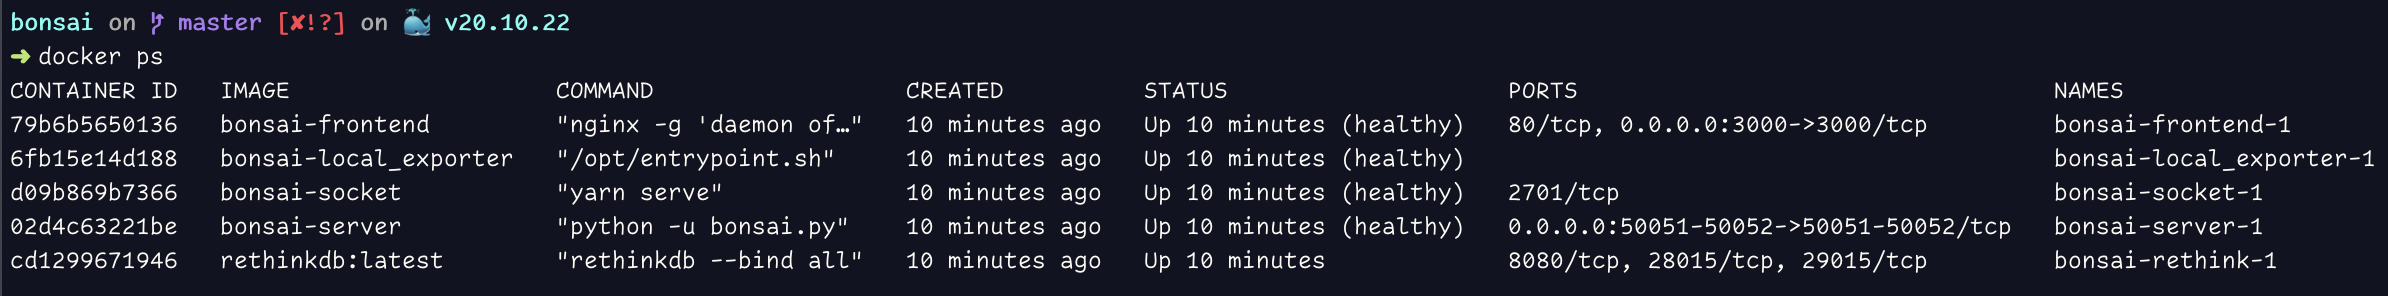 bonsai on master [✘!?] on 🐳 v20.10.22
➜ docker ps
CONTAINER ID   IMAGE                   COMMAND                  CREATED          STATUS                    PORTS                                  NAMES
79b6b5650136   bonsai-frontend         "nginx -g 'daemon of…"   10 minutes ago   Up 10 minutes (healthy)   80/tcp, 0.0.0.0:3000->3000/tcp         bonsai-frontend-1
6fb15e14d188   bonsai-local_exporter   "/opt/entrypoint.sh"     10 minutes ago   Up 10 minutes (healthy)                                          bonsai-local_exporter-1
d09b869b7366   bonsai-socket           "yarn serve"             10 minutes ago   Up 10 minutes (healthy)   2701/tcp                               bonsai-socket-1
02d4c63221be   bonsai-server           "python -u bonsai.py"    10 minutes ago   Up 10 minutes (healthy)   0.0.0.0:50051-50052->50051-50052/tcp   bonsai-server-1
cd1299671946   rethinkdb:latest        "rethinkdb --bind all"   10 minutes ago   Up 10 minutes             8080/tcp, 28015/tcp, 29015/tcp         bonsai-rethink-1